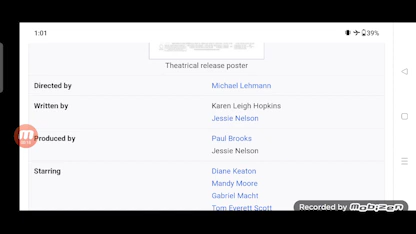 1:01
39%
Theatrical release poster
Directed by Michael Lehmann
Written by Karen Leigh Hopkins
Jessie Nelson
Produced by Paul Brooks
Jessie Nelson
Starring Diane Keaton
Mandy Moore
Gabriel Macht
Tom Everett Scott
Recorded by Mobizen